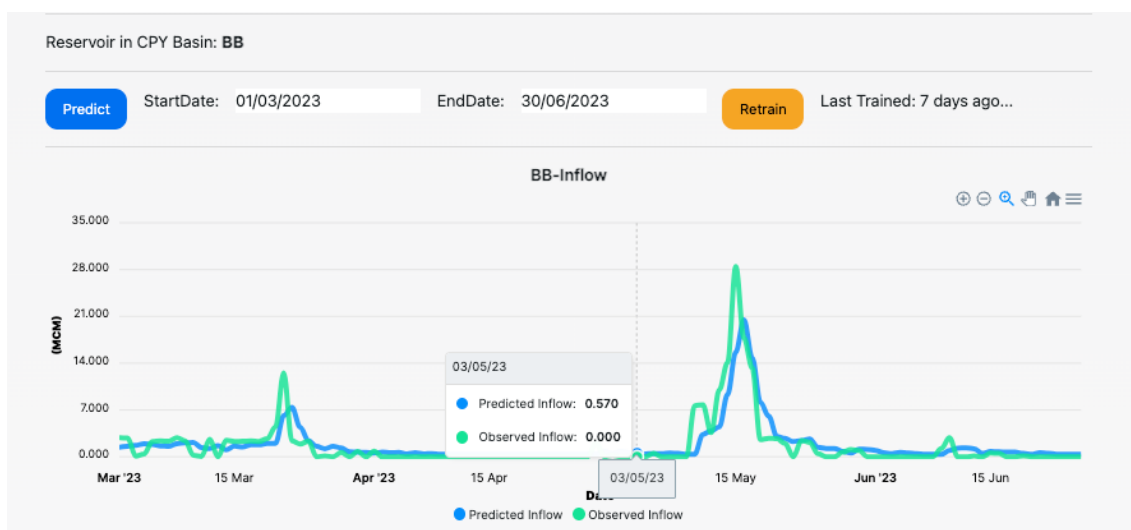 Reservoir in CPY Basin: BB
Predict StartDate: 01/03/2023 EndDate: 30/06/2023 Retrain Last Trained: 7 days ago...
BB-Inflow
35.000
28.000
21.000
14.000
7.000
0.000
(MCM)
03/05/23
Predicted Inflow: 0.570
Observed Inflow: 0.000
Mar '23 15 Mar Apr '23 15 Apr 03/05/23 15 May Jun '23 15 Jun
Date
Predicted Inflow Observed Inflow